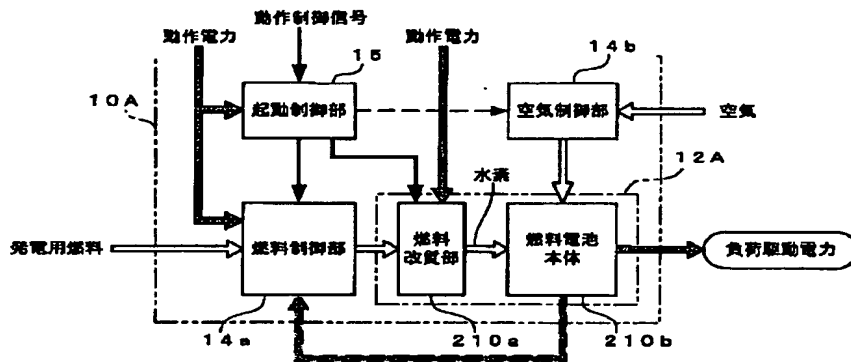 動作制御信号
動作電力
動作電力
15
14b
10A
起動制御部
空気制御部
空気
水素
12A
発電用燃料
燃料制御部
燃料
改質部
燃料電池
本体
負荷駆動電力
14a
210a
210b